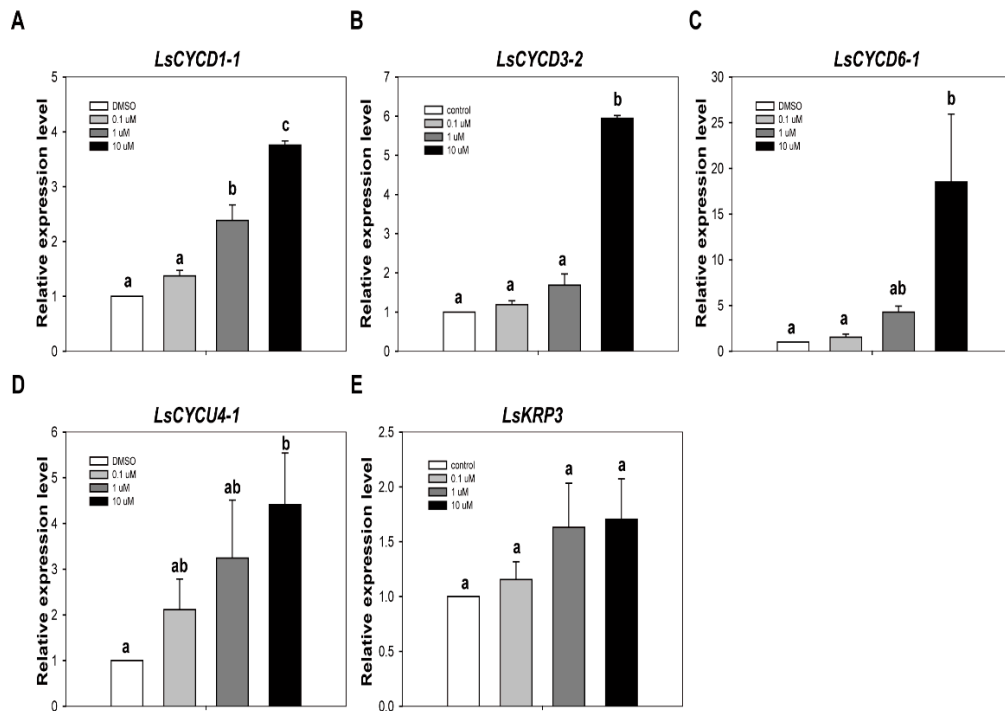 A
LsCYCD1-1
Relative expression level
5
4
3
2
1
0
DMSO
0.1 uM
1 uM
10 uM
a
a
b
c
B
LsCYCD3-2
Relative expression level
7
6
5
4
3
2
1
0
control
0.1 uM
1 uM
10 uM
a
a
a
b
C
LsCYCD6-1
Relative expression level
30
25
20
15
10
5
0
DMSO
0.1 uM
1 uM
10 uM
a
a
ab
b
D
LsCYCU4-1
Relative expression level
6
5
4
3
2
1
0
DMSO
0.1 uM
1 uM
10 uM
a
ab
ab
b
E
LsKRP3
Relative expression level
2.5
2.0
1.5
1.0
0.5
0.0
control
0.1 uM
1 uM
10 uM
a
a
a
a